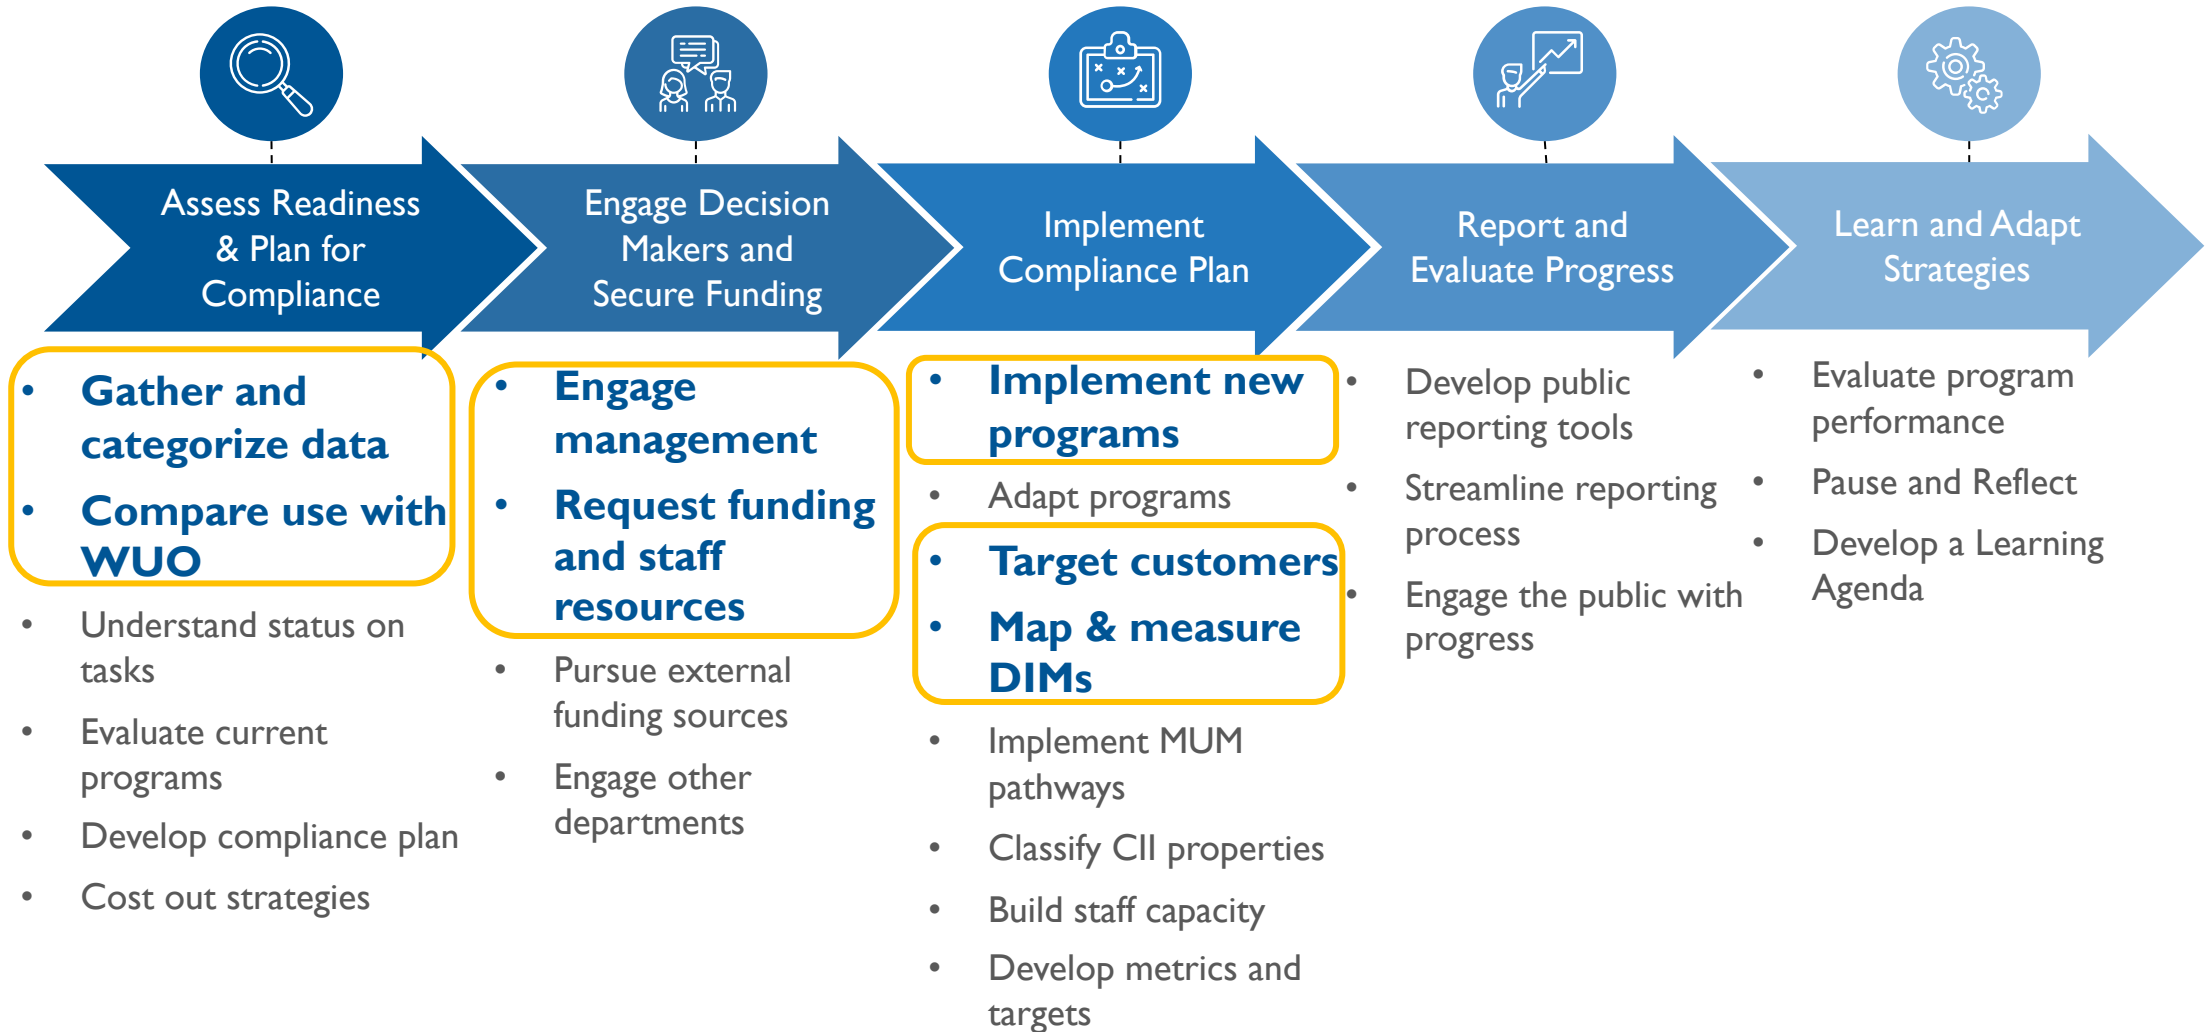 Assess Readiness
& Plan for
Compliance
Engage Decision
Makers and
Secure Funding
Implement
Compliance Plan
Report and
Evaluate Progress
Learn and Adapt
Strategies
• Gather and
categorize data
• Compare use with
WUO
• Understand status on
tasks
• Evaluate current
programs
• Develop compliance plan
• Cost out strategies
• Engage
management
• Request funding
and staff
resources
• Pursue external
funding sources
• Engage other
departments
• Implement new
programs
• Adapt programs
• Target customers
• Map & measure
DIMs
• Implement MUM
pathways
• Classify CII properties
• Build staff capacity
• Develop metrics and
targets
• Develop public
reporting tools
• Streamline reporting
process
• Engage the public with
progress
• Evaluate program
performance
• Pause and Reflect
• Develop a Learning
Agenda